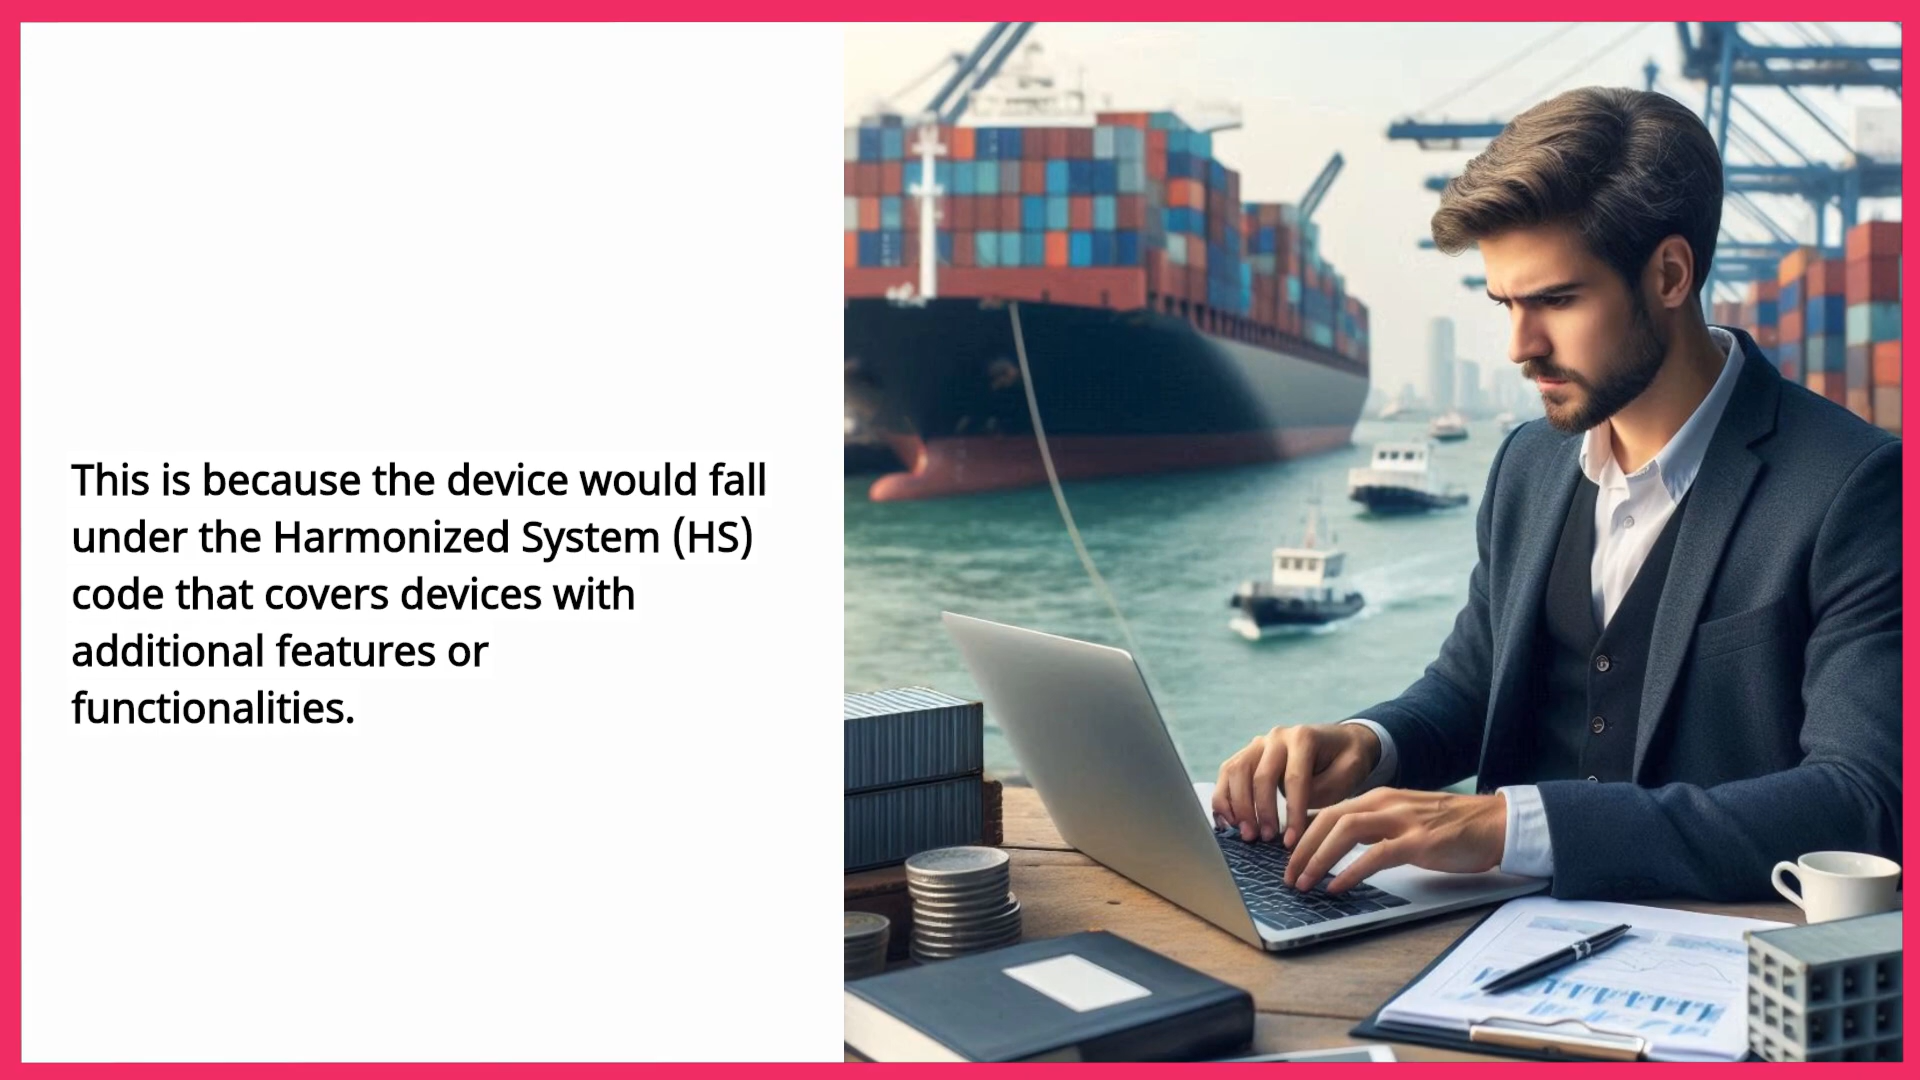 This is because the device would fall
under the Harmonized System (HS)
code that covers devices with
additional features or
functionalities.